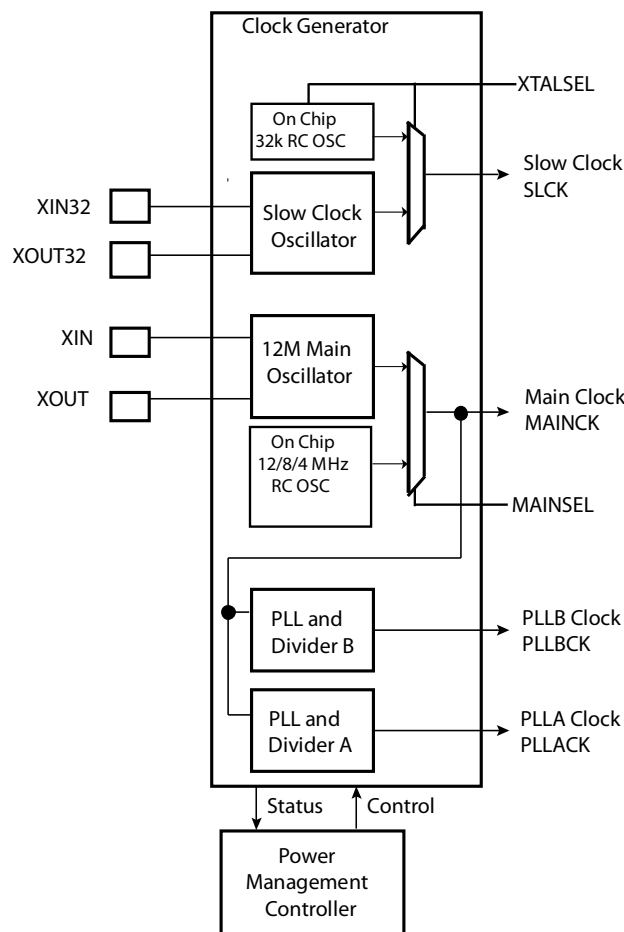 Clock Generator
XTALSEL
On Chip
32k RC OSC
Slow Clock
SLCK
XIN32
Slow Clock
Oscillator
XOUT32
XIN
12M Main
Oscillator
XOUT
Main Clock
MAINCK
On Chip
12/8/4 MHz
RC OSC
MAINSEL
PLL and
Divider B
PLLB Clock
PLLBCK
PLL and
Divider A
PLLA Clock
PLLACK
Status
Control
Power
Management
Controller